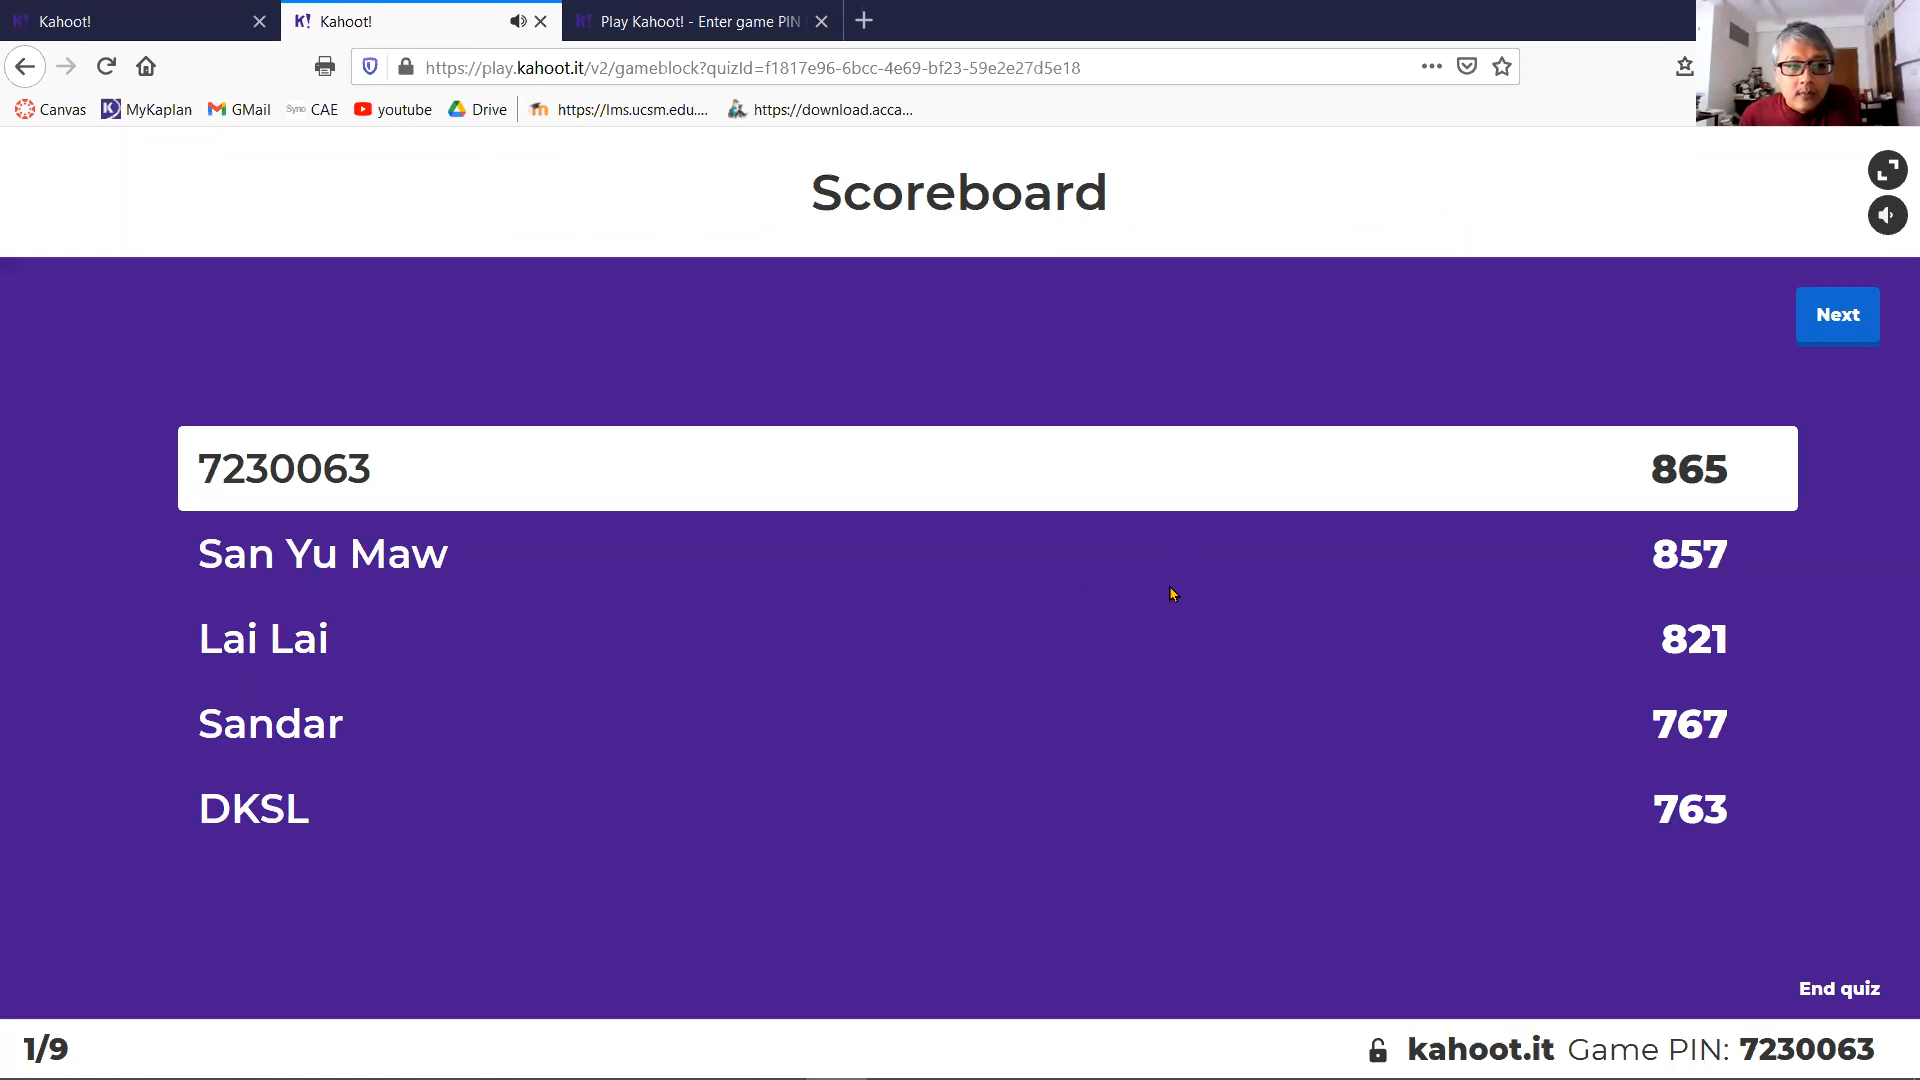 Kahoot!
Kahoot!
Play Kahoot! - Enter game PIN
https://play.kahoot.it/v2/gameblock?quizId=f1817e96-6bcc-4e69-bf23-59e2e27d5e18
Canvas MyKaplan GMail Sync CAE youtube Drive https://lms.ucsm.edu.... https://download.acca...
Scoreboard
Next
7230063 865
San Yu Maw 857
Lai Lai 821
Sandar 767
DKSL 763
End quiz
1/9 kahoot.it Game PIN: 7230063